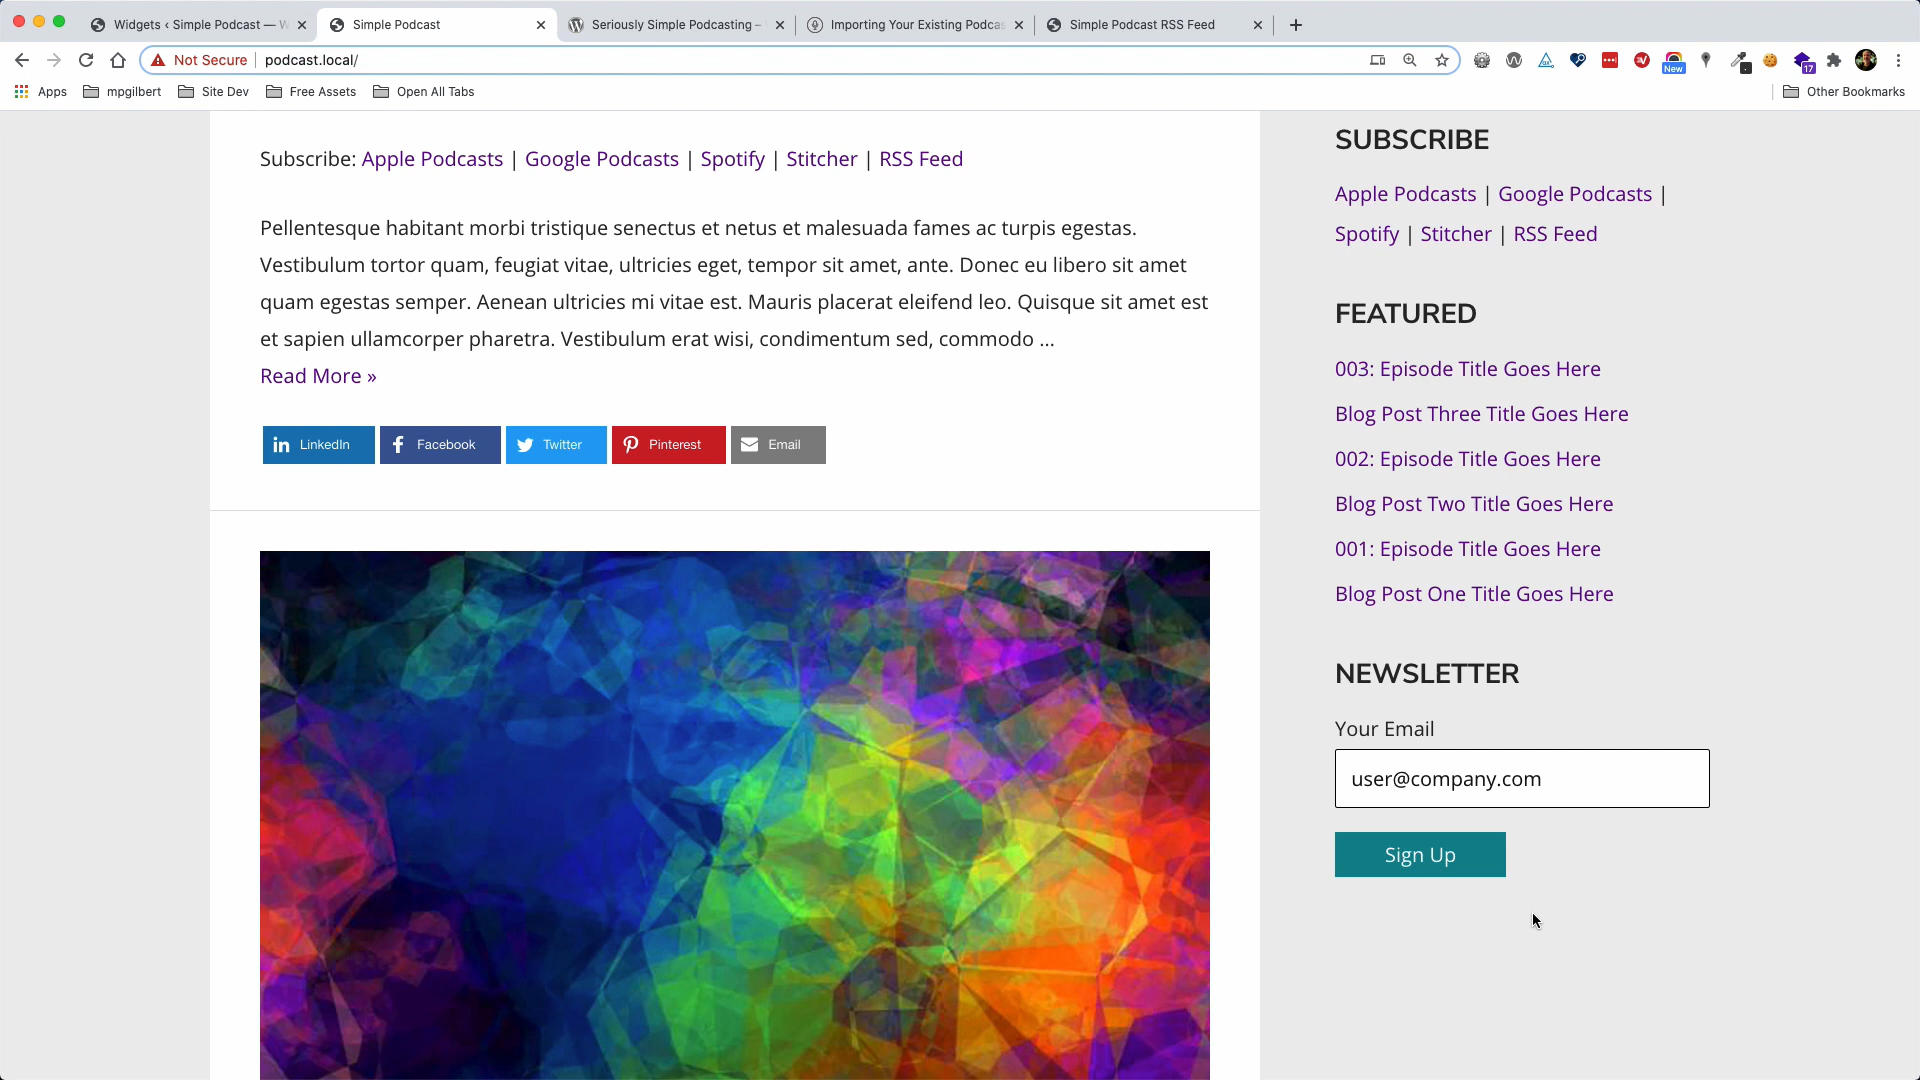 Widgets ‹ Simple Podcast —
Simple Podcast
Seriously Simple Podcasting –
Importing Your Existing
Simple Podcast RSS Feed
Not Secure
podcast.local/
New
17
Apps
mpgilbert
Site Dev
Free Assets
Open All Tabs
Other Bookmarks
Subscribe: Apple Podcasts | Google Podcasts | Spotify | Stitcher | RSS Feed
Pellentesque habitant morbi tristique senectus et netus et malesuada fames ac turpis egestas.
Vestibulum tortor quam, feugiat vitae, ultricies eget, tempor sit amet, ante. Donec eu libero sit amet
quam egestas semper. Aenean ultricies mi vitae est. Mauris placerat eleifend leo. Quisque sit amet est
et sapien ullamcorper pharetra. Vestibulum erat wisi, condimentum sed, commodo ...
Read More »
LinkedIn
Facebook
Twitter
Pinterest
Email
SUBSCRIBE
Apple Podcasts | Google Podcasts |
Spotify | Stitcher | RSS Feed
FEATURED
003: Episode Title Goes Here
Blog Post Three Title Goes Here
002: Episode Title Goes Here
Blog Post Two Title Goes Here
001: Episode Title Goes Here
Blog Post One Title Goes Here
NEWSLETTER
Your Email
user@company.com
Sign Up